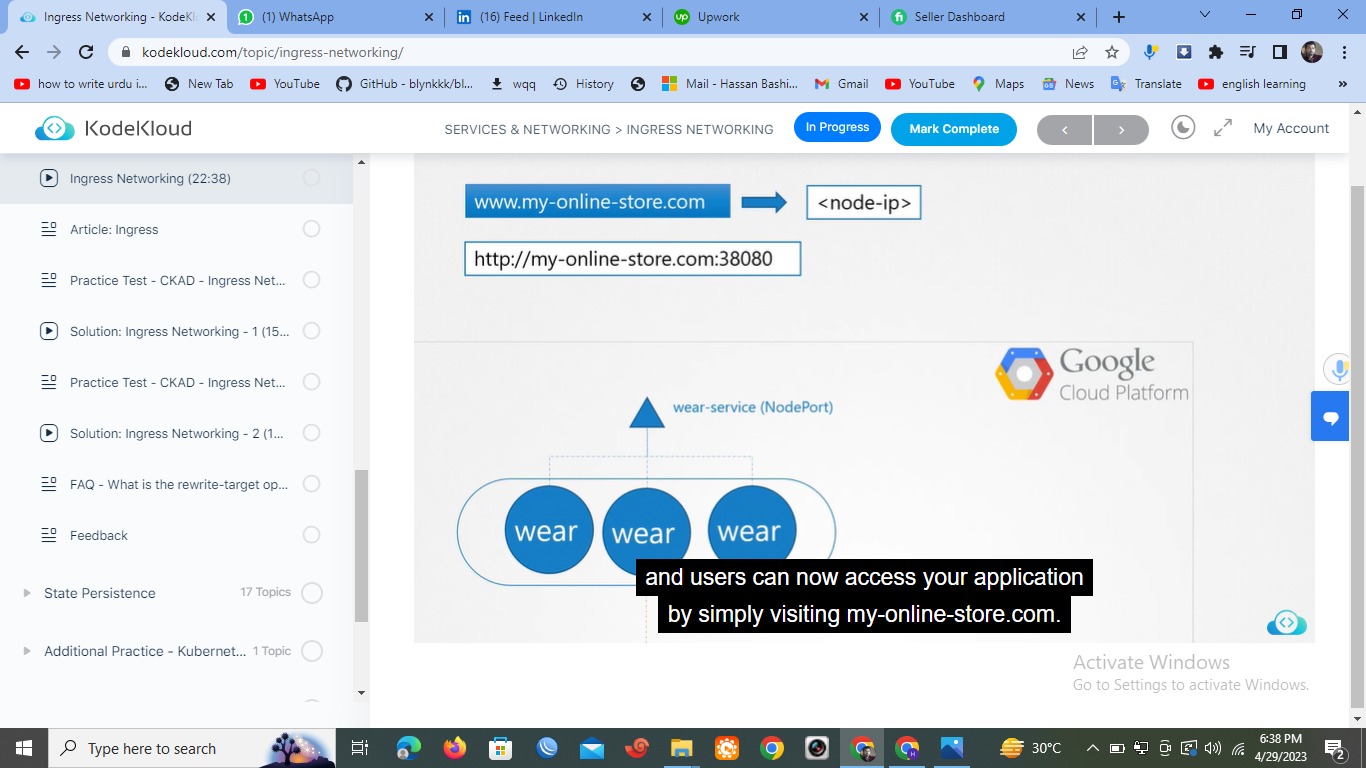 Ingress Networking - KodeKl
(1) WhatsApp
(16) Feed | LinkedIn
Upwork
Seller Dashboard
kodekloud.com/topic/ingress-networking/
how to write urdu i...
New Tab
YouTube
GitHub - blynkkk/bl...
wqq
History
Mail - Hassan Bashi...
Gmail
YouTube
Maps
News
Translate
english learning
»
KodeKloud
SERVICES & NETWORKING > INGRESS NETWORKING
In Progress
Mark Complete
My Account
Ingress Networking (22:38)
Article: Ingress
Practice Test - CKAD - Ingress Net...
Solution: Ingress Networking - 1 (15...
Practice Test - CKAD - Ingress Net...
Solution: Ingress Networking - 2 (1...
FAQ - What is the rewrite-target op...
Feedback
State Persistence
17 Topics
Additional Practice - Kubernet...
1 Topic
www.my-online-store.com
<node-ip>
http://my-online-store.com:38080
Google
Cloud Platform
wear-service (NodePort)
wear
wear
wear
and users can now access your application
by simply visiting my-online-store.com.
Activate Windows
Go to Settings to activate Windows.
Type here to search
30°C
6:38 PM
4/29/2023
2